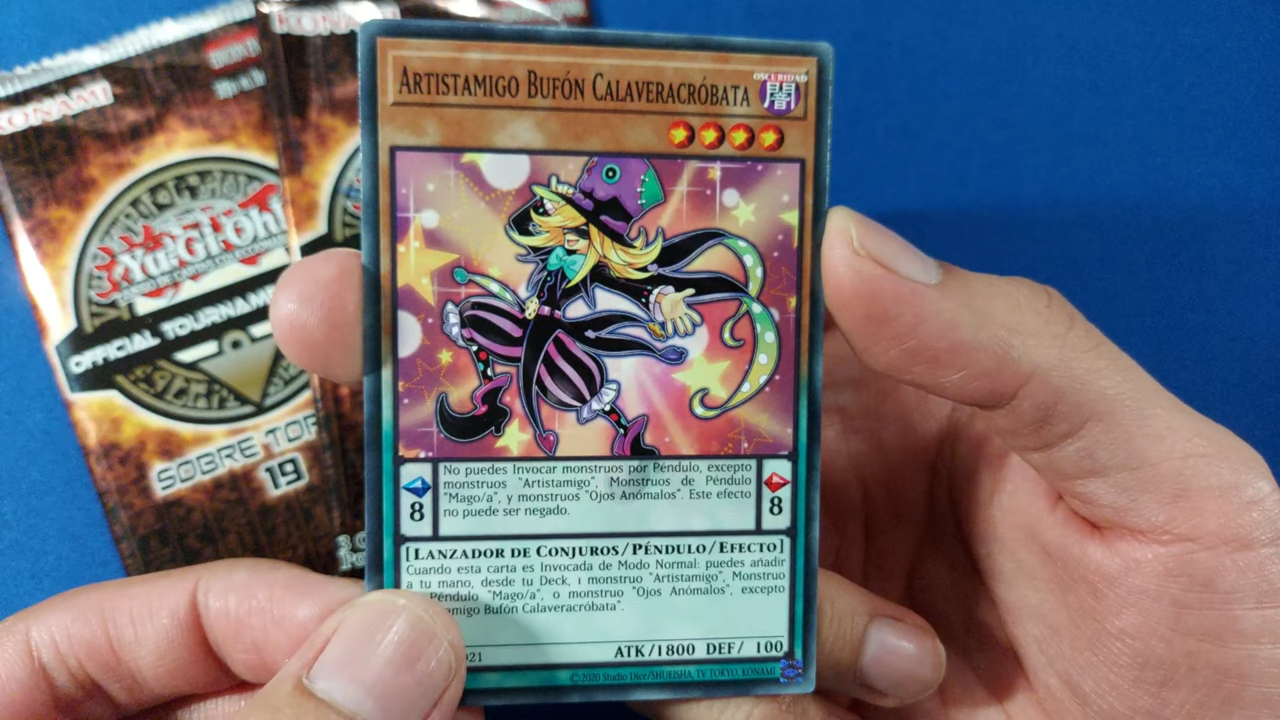 KONAMI
Yu-Gi-Oh!
OFFICIAL TOURNAME
SOBRE TOR
19
ARTISTAMIGO BUFÓN CALAVERACRÓBATA
OSCURIDAD
闇
No puedes Invocar monstruos por Péndulo, excepto
monstruos "Artistamigo", Monstruos de Péndulo
"Mago/a", y monstruos "Ojos Anómalos". Este efecto
no puede ser negado.
8
8
[LANZADOR DE CONJUROS/PÉNDULO/EFECTO]
Cuando esta carta es Invocada de Modo Normal: puedes añadir
a tu mano, desde tu Deck, 1 monstruo "Artistamigo", Monstruo
Péndulo "Mago/a", o monstruo "Ojos Anómalos", excepto
amigo Bufón Calaveracróbata".
ATK/1800 DEF/ 100
021
©2020 Studio Dice/SHUEISHA, TV TOKYO, KONAMI